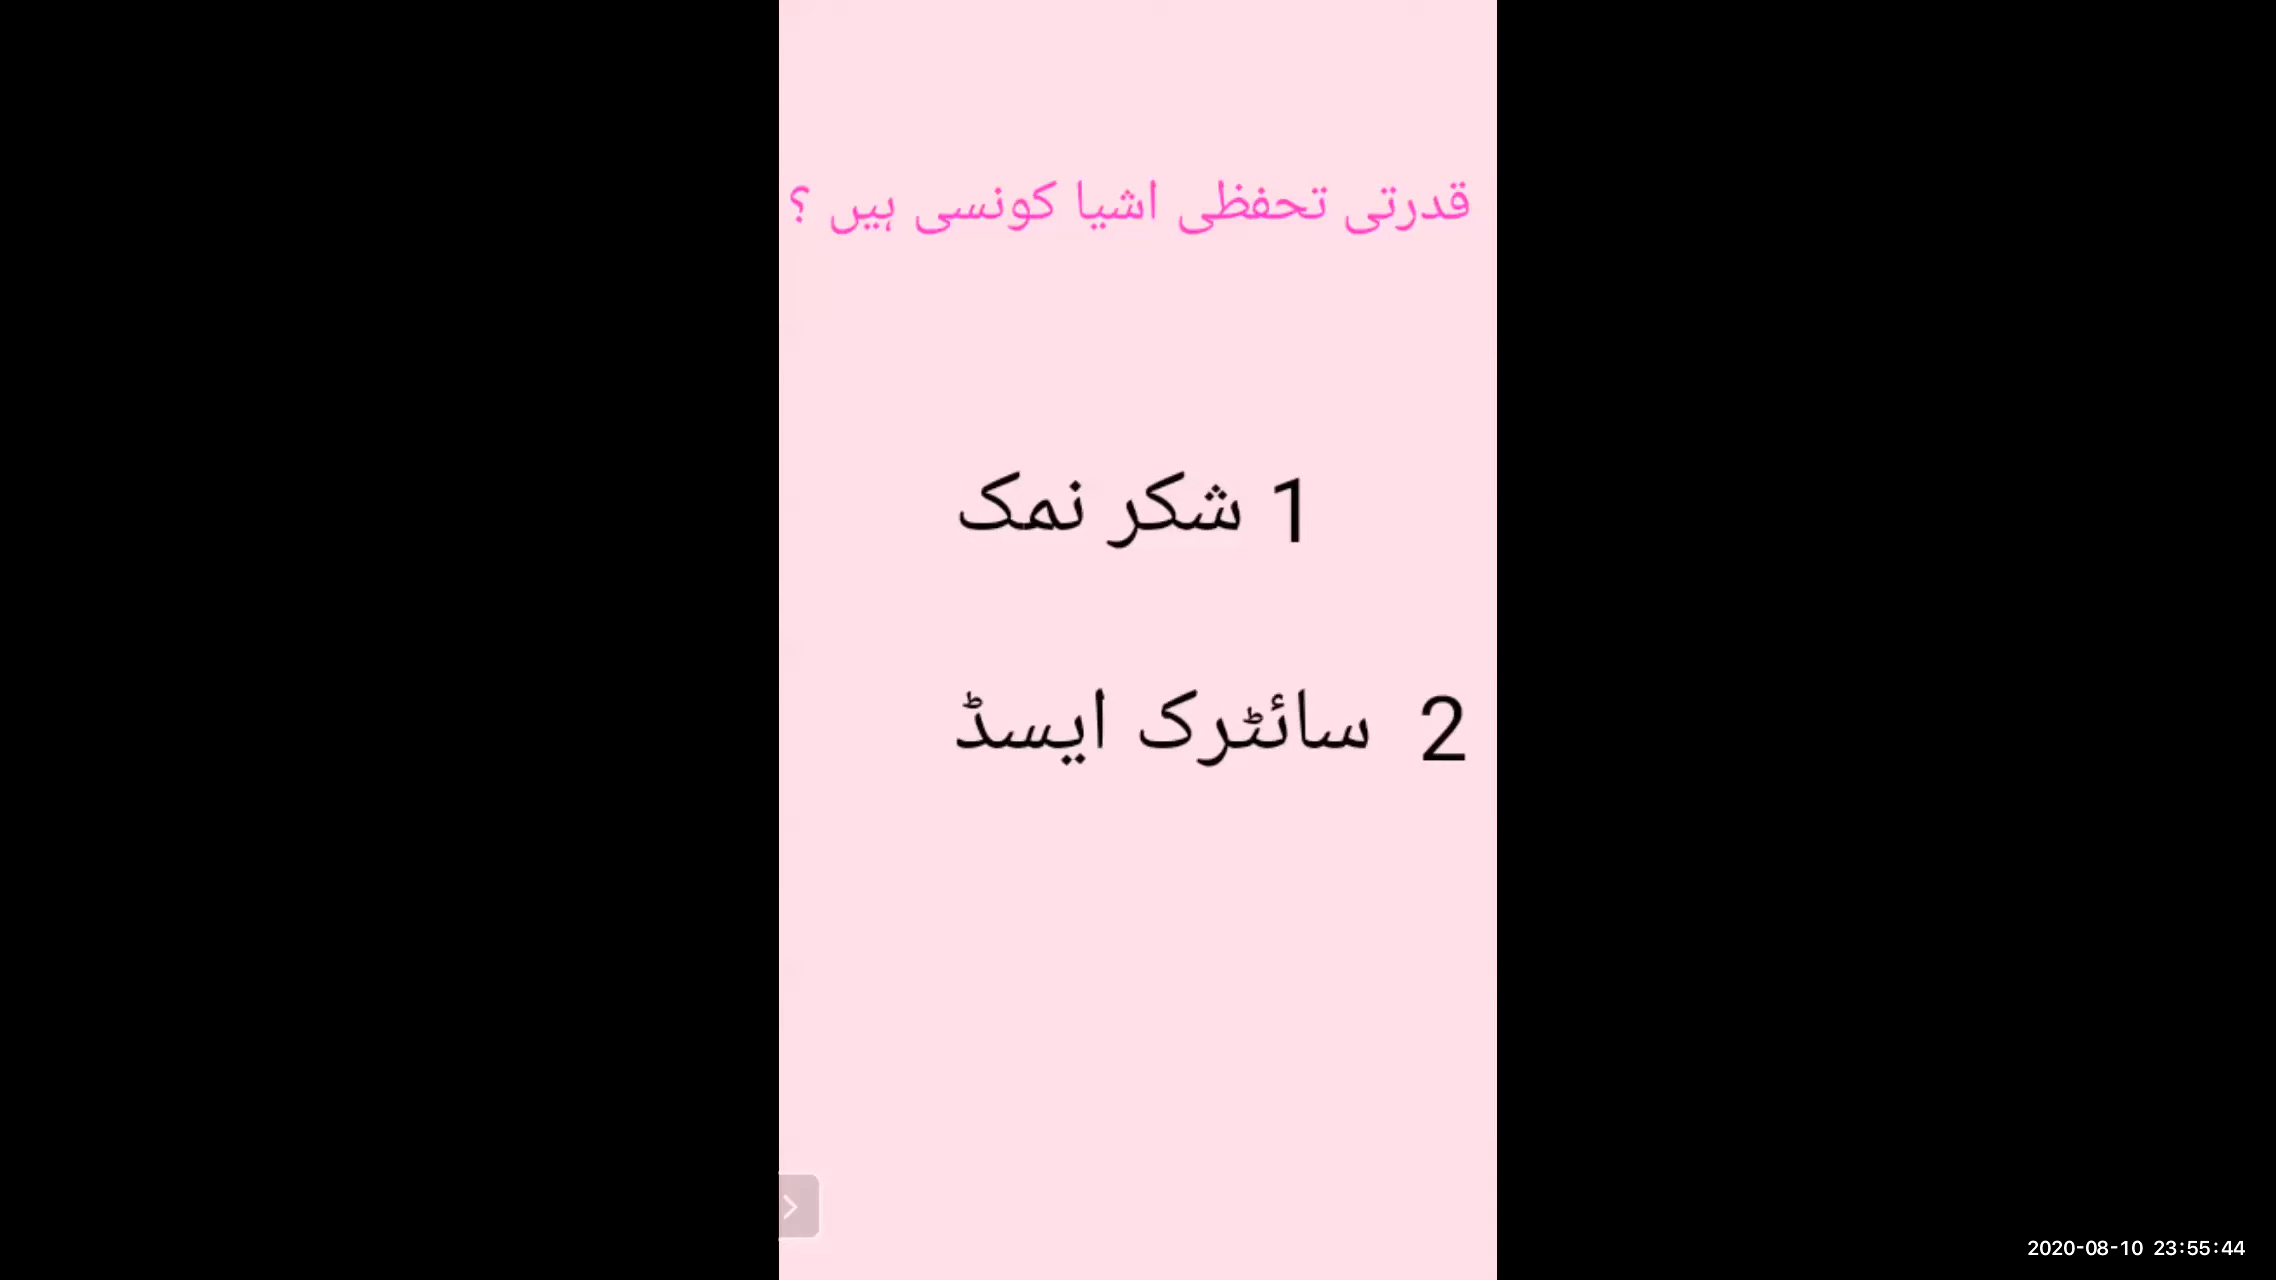 قدرتی تحفظی اشیا کونسی ہیں ؟
1 شکر نمک
2 سائٹرک ایسڈ
2020-08-10 23:55:44